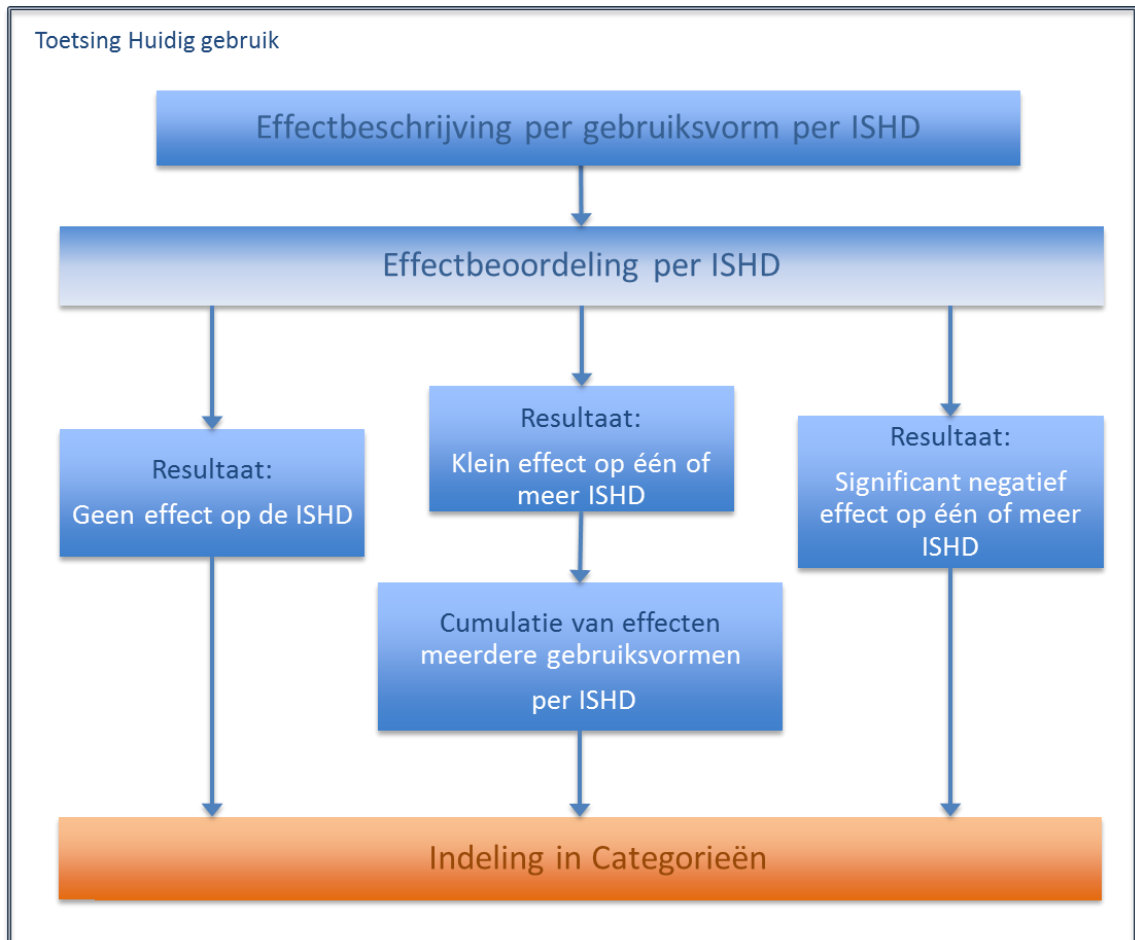 Toetsing Huidig gebruik
Effectbeschrijving per gebruiksvorm per ISHD
Effectbeoordeling per ISHD
Resultaat:
Geen effect op de ISHD
Resultaat:
Klein effect op één of
meer ISHD
Resultaat:
Significant negatief
effect op één of meer
ISHD
Cumulatie van effecten
meerdere gebruiksvormen
per ISHD
Indeling in Categorieën